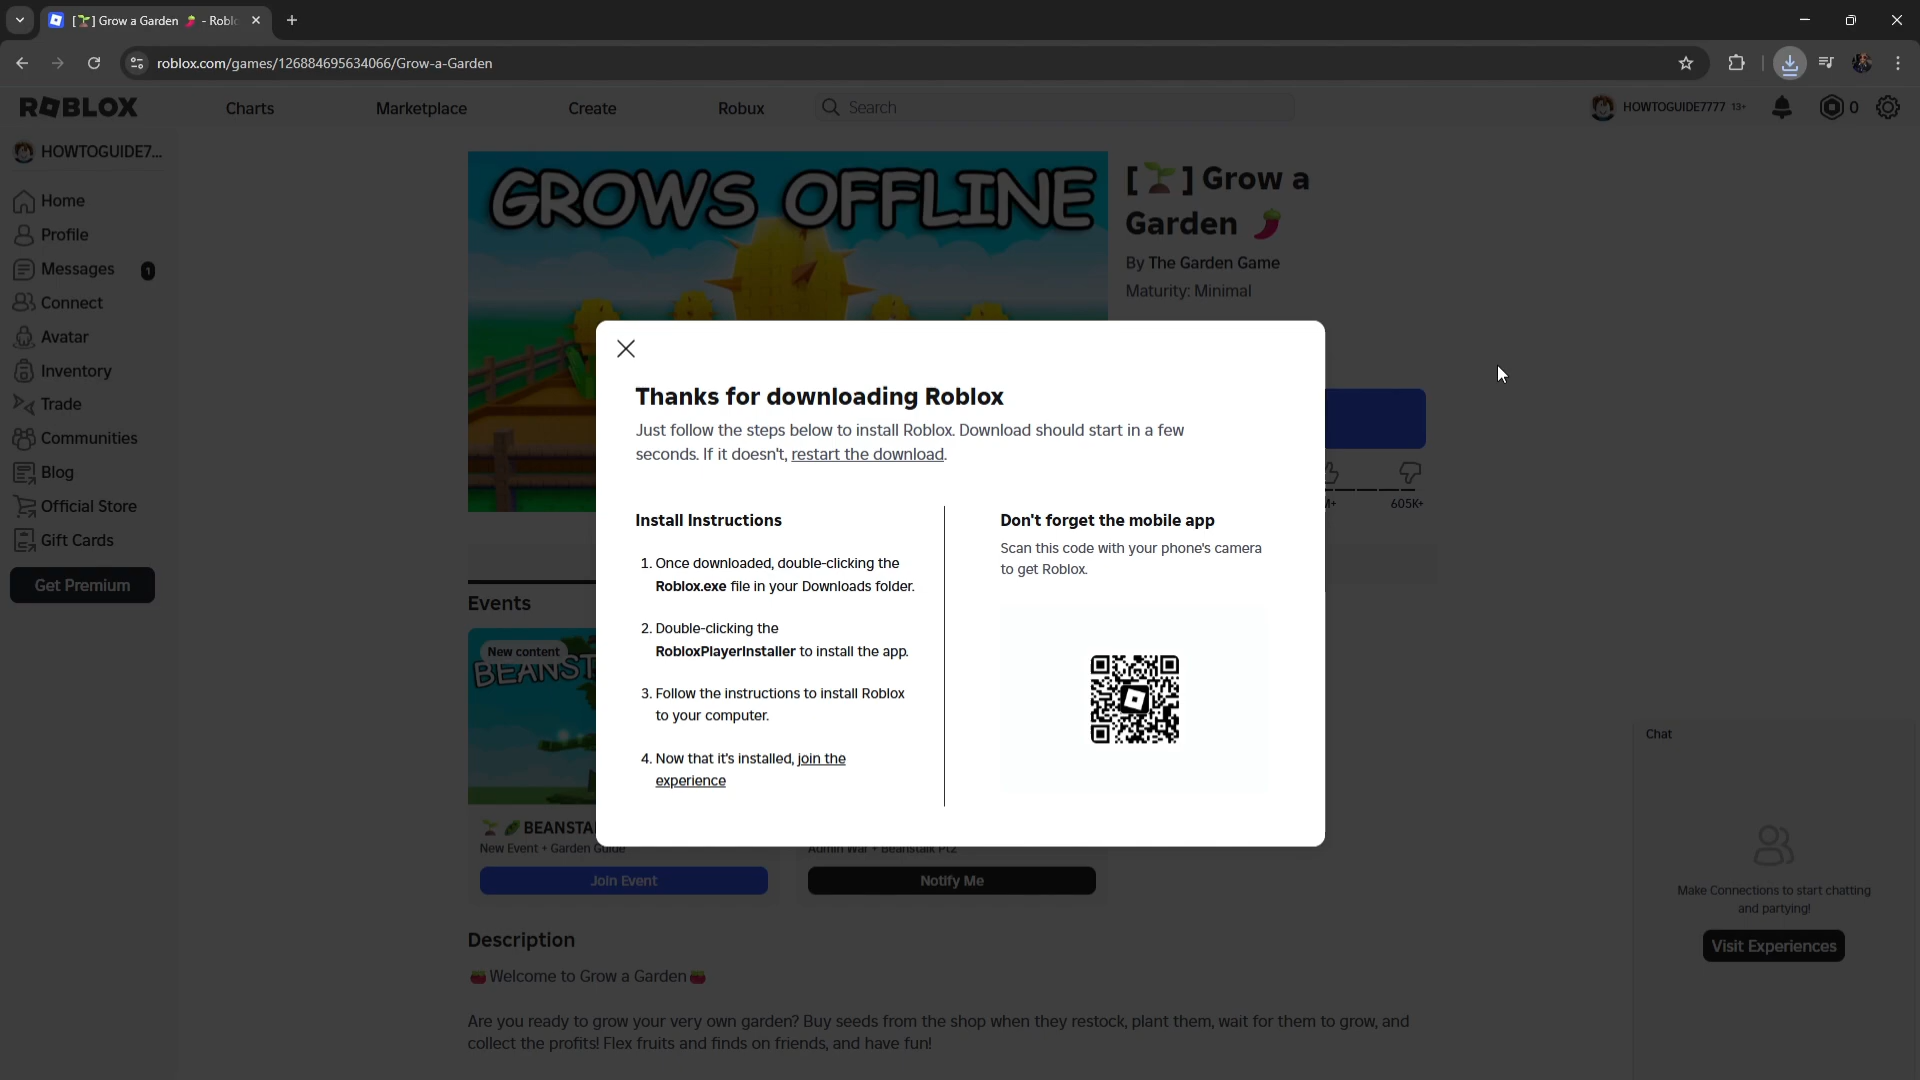 [🌱] Grow a Garden 🌶️ - Roblo
roblox.com/games/126884695634066/Grow-a-Garden
ROBLOX
Charts
Marketplace
Create
Robux
Search
HOWTOGUIDE7777 13+
0
HOWTOGUIDE7...
Home
Profile
Messages 1
Connect
Avatar
Inventory
Trade
Communities
Blog
Official Store
Gift Cards
Get Premium
GROWS OFFLINE
[🌱] Grow a
Garden 🌶️
By The Garden Game
Maturity: Minimal
Thanks for downloading Roblox
Just follow the steps below to install Roblox. Download should start in a few
seconds. If it doesn't, restart the download.
Install Instructions
1. Once downloaded, double-clicking the
Roblox.exe file in your Downloads folder.
2. Double-clicking the
RobloxPlayerInstaller to install the app.
3. Follow the instructions to install Roblox
to your computer.
4. Now that it's installed, join the
experience
Don't forget the mobile app
Scan this code with your phone's camera
to get Roblox.
M+
605K+
Events
New content
BEANST
🌱🫛BEANSTA
New Event + Garden Guide
Join Event
Admin War + Beanstalk Pt2
Notify Me
Description
🍅Welcome to Grow a Garden🍅
Are you ready to grow your very own garden? Buy seeds from the shop when they restock, plant them, wait for them to grow, and
collect the profits! Flex fruits and finds on friends, and have fun!
Chat
Make Connections to start chatting
and partying!
Visit Experiences